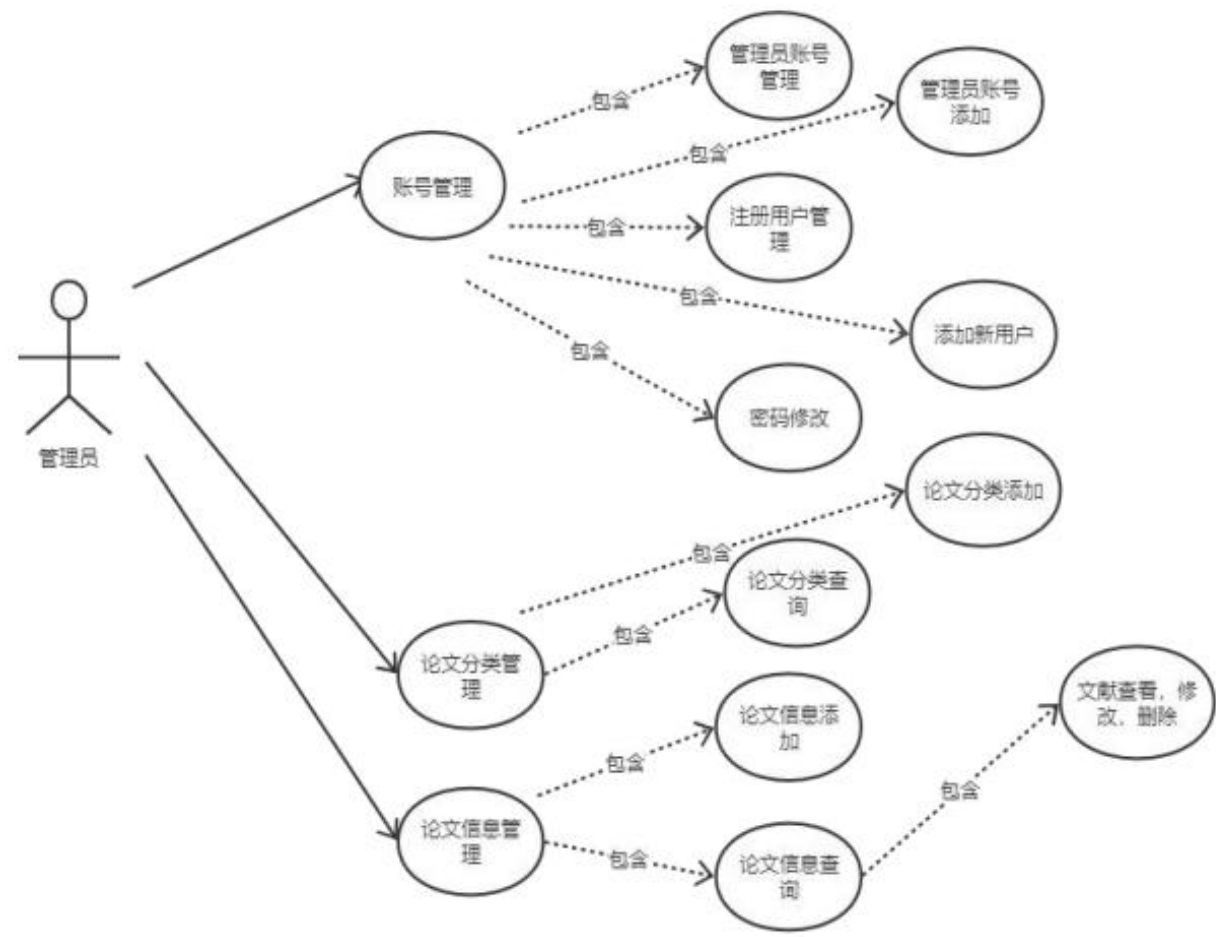 管理员账号
管理
管理员账号
添加
包含
包含
账号管理
注册用户管
理
包含
包含
添加新用户
包含
密码修改
管理员
论文分类添加
包含
论文分类查
询
包含
论文分类管
理
文献查看，修
改、删除
论文信息添
加
包含
包含
论文信息管
理
包含
论文信息查
询